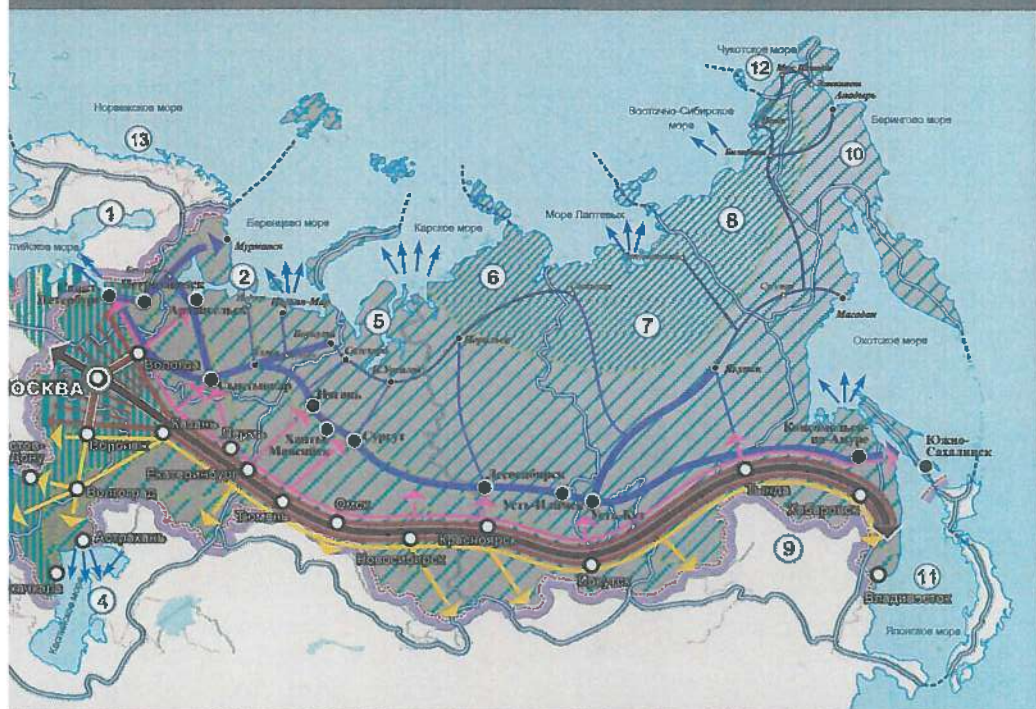 Чукотское море
12
Анадырь
Норвежское море
Восточно-Сибирское
море
Берингово море
13
10
1
Баренцево море
Карское море
Море Лаптевых
8
Мурманск
2
6
Петербург
Архангельск
5
7
Магадан
Норильск
Охотское море
Вологда
Якутск
ОСКВА
Сыктывкар
Нягань
Комсомольск-
на-Амуре
Казань
Сургут
Воронеж
Пермь
Ханты-
Мансийск
Южно-
Сахалинск
Дону
Екатеринбург
Лесосибирск
Волгоград
Усть-Илимск
Усть-Кут
Тында
Омск
Тюмень
Хабаровск
Астрахань
Красноярск
Новосибирск
9
Иркутск
11
Владивосток
4
Каспийское море
Японское море